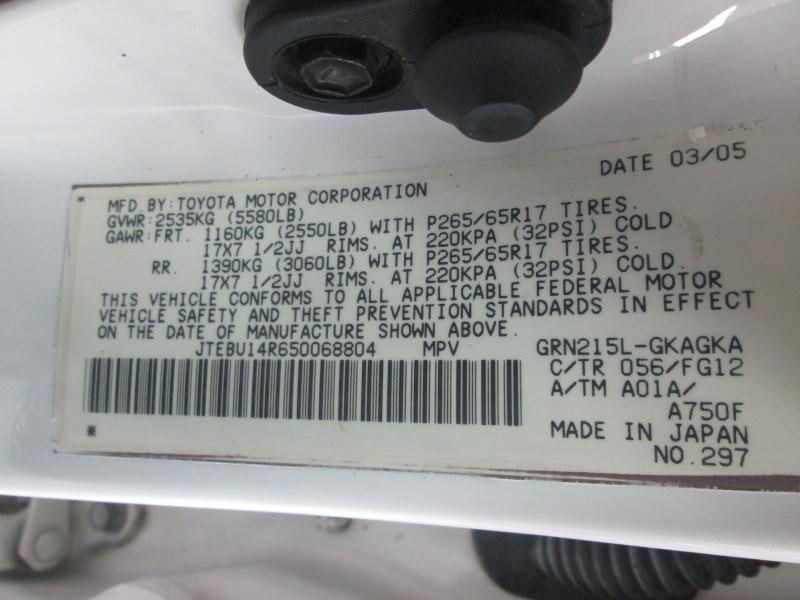 DATE 03/05
MFD.BY:TOYOTA MOTOR CORPORATION
GVWR:2535KG (5580LB)
GAWR:FRT. 1160KG (2550LB) WITH P265/65R17 TIRES.
17X7 1/2JJ RIMS. AT 220KPA (32PSI) COLD
RR. 1390KG (3060LB) WITH P265/65R17 TIRES.
17X7 1/2JJ RIMS. AT 220KPA (32PSI) COLD.
THIS VEHICLE CONFORMS TO ALL APPLICABLE FEDERAL MOTOR
VEHICLE SAFETY AND THEFT PREVENTION STANDARDS IN EFFECT
ON THE DATE OF MANUFACTURE SHOWN ABOVE.
JTEBU14R650068804 MPV GRN215L-GKAGKA
C/TR 056/FG12
A/TM A01A/
A750F
* MADE IN JAPAN
NO.297